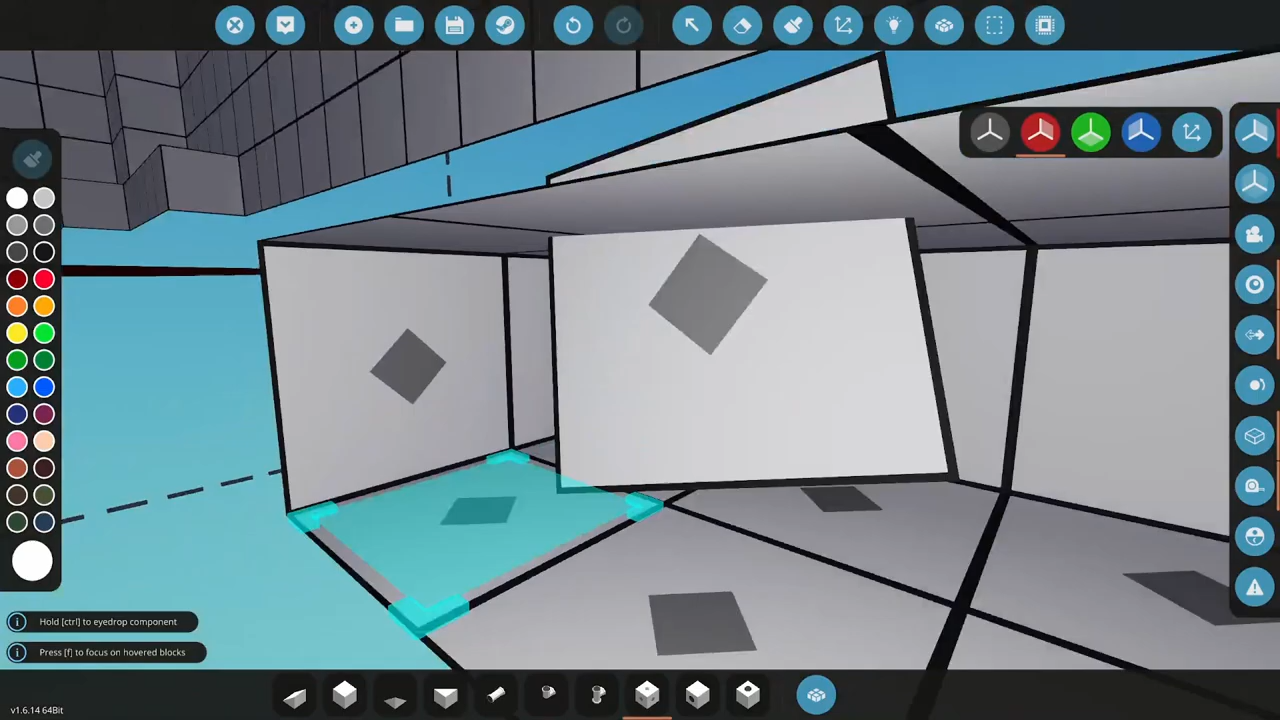 Hold [ctrl] to eyedrop component
Press [f] to focus on hovered blocks
v1.6.14 64Bit